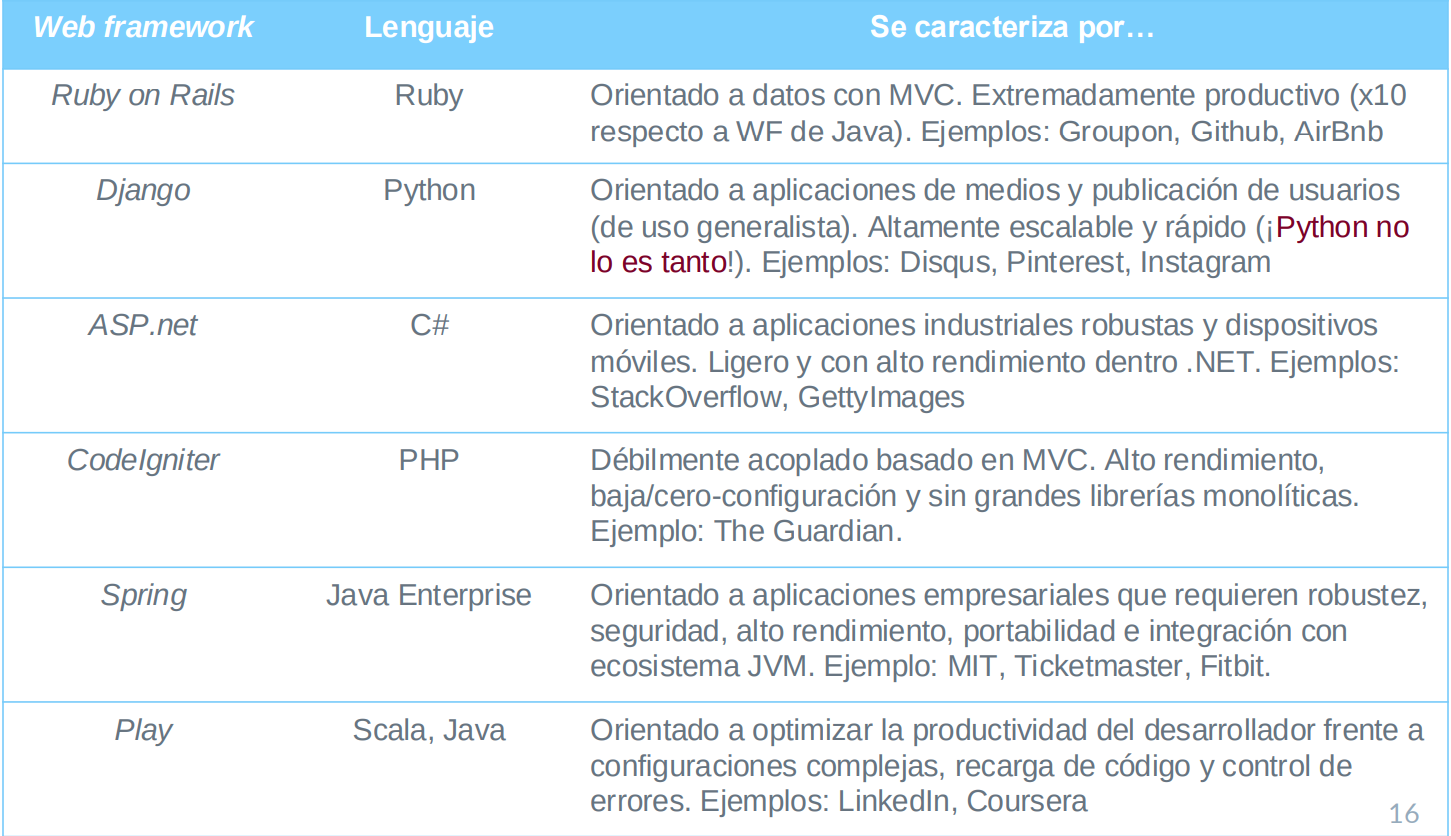 Web framework Lenguaje Se caracteriza por…
Ruby on Rails Ruby Orientado a datos con MVC. Extremadamente productivo (x10
respecto a WF de Java). Ejemplos: Groupon, Github, AirBnb
Django Python Orientado a aplicaciones de medios y publicación de usuarios
(de uso generalista). Altamente escalable y rápido (¡Python no
lo es tanto!). Ejemplos: Disqus, Pinterest, Instagram
ASP.net C# Orientado a aplicaciones industriales robustas y dispositivos
móviles. Ligero y con alto rendimiento dentro .NET. Ejemplos:
StackOverflow, GettyImages
CodeIgniter PHP Débilmente acoplado basado en MVC. Alto rendimiento,
baja/cero-configuración y sin grandes librerías monolíticas.
Ejemplo: The Guardian.
Spring Java Enterprise Orientado a aplicaciones empresariales que requieren robustez,
seguridad, alto rendimiento, portabilidad e integración con
ecosistema JVM. Ejemplo: MIT, Ticketmaster, Fitbit.
Play Scala, Java Orientado a optimizar la productividad del desarrollador frente a
configuraciones complejas, recarga de código y control de
errores. Ejemplos: LinkedIn, Coursera
16